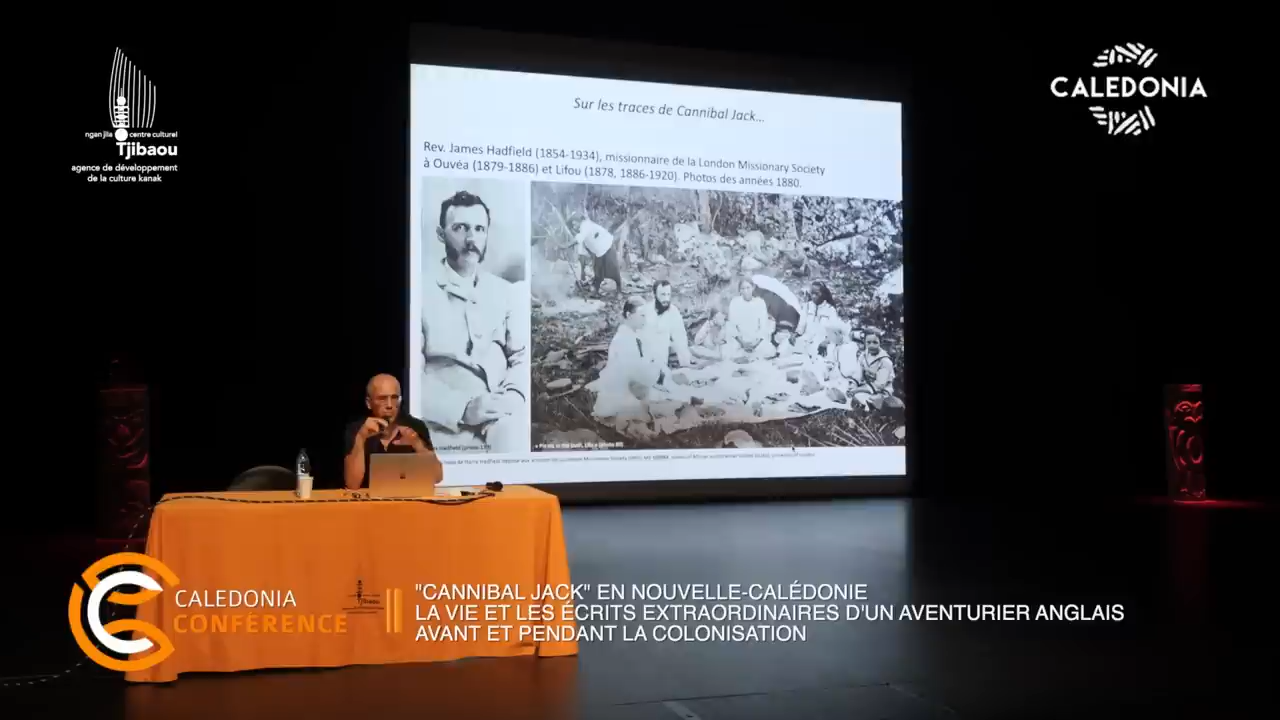 ngan jila centre culturel
Tjibaou
agence de développement
de la culture kanak
CALEDONIA
Sur les traces de Cannibal Jack...
Rev. James Hadfield (1854-1934), missionnaire de la London Missionary Society
à Ouvéa (1879-1886) et Lifou (1878, 1886-1920). Photos des années 1880.
CALEDONIA
CONFÉRENCE
Tjibaou
"CANNIBAL JACK" EN NOUVELLE-CALÉDONIE
LA VIE ET LES ÉCRITS EXTRAORDINAIRES D'UN AVENTURIER ANGLAIS
AVANT ET PENDANT LA COLONISATION